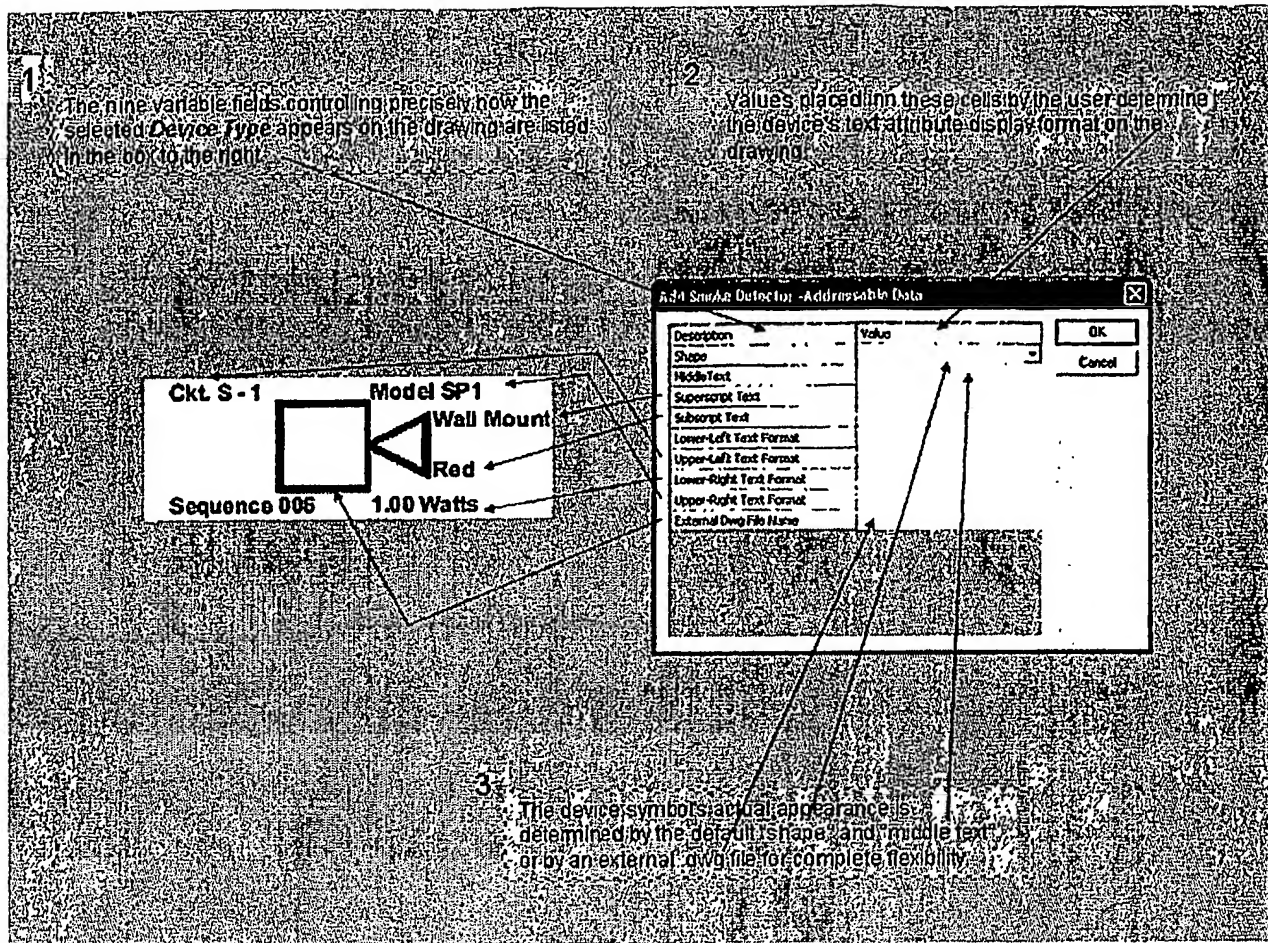 1
The nine variable fields controlling precisely how the
selected Device Type appears on the drawing are listed
in the box to the right.
2
Values placed inn these cells by the user determine
the device's text attribute display format on the
drawing.
Add Smoke Detector -Addressable Data
Description
Value
OK
Shape
Cancel
MiddleText
Superscript Text
Subscript Text
Lower-Left Text Format
Upper-Left Text Format
Lower-Right Text Format
Upper-Right Text Format
External Dwg File Name
Ckt. S - 1
Model SP1
Wall Mount
Red
Sequence 006
1.00 Watts
3
The device symbols actual appearance is
determined by the default "shape" and "middle text"
or by an external .dwg file for complete flexibility.